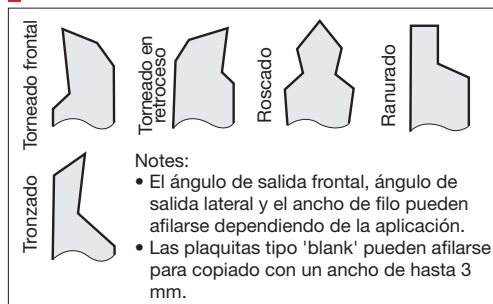 Torneado frontal
Torneado en
retroceso
Roscado
Ranurado
Tronzado
Notes:
• El ángulo de salida frontal, ángulo de
salida lateral y el ancho de filo pueden
afilarse dependiendo de la aplicación.
• Las plaquitas tipo 'blank' pueden afilarse
para copiado con un ancho de hasta 3
mm.